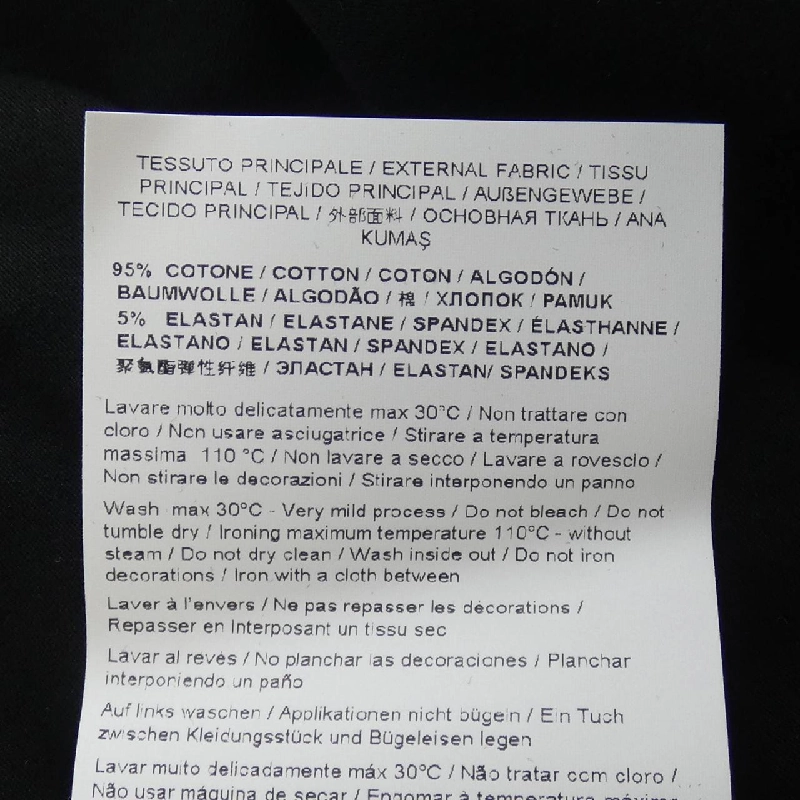 TESSUTO PRINCIPALE / EXTERNAL FABRIC / TISSU
PRINCIPAL / TEJIDO PRINCIPAL / AUßENGEWEBE /
TECIDO PRINCIPAL / 外部面料 / ОСНОВНАЯ ТКАНЬ / ANA
KUMAŞ
95% COTONE / COTTON / COTON / ALGODÓN /
BAUMWOLLE / ALGODÃO / 棉 / ХЛОПОК / PAMUK
5% ELASTAN / ELASTANE / SPANDEX / ÉLASTHANNE /
ELASTANO / ELASTAN / SPANDEX / ELASTANO /
聚氨酯弹性纤维 / ЭЛАСТАН / ELASTAN/ SPANDEKS
Lavare molto delicatamente max 30°C / Non trattare con
cloro / Non usare asciugatrice / Stirare a temperatura
massima 110 °C / Non lavare a secco / Lavare a rovescio /
Non stirare le decorazioni / Stirare interponendo un panno
Wash max 30°C - Very mild process / Do not bleach / Do not
tumble dry / Ironing maximum temperature 110°C - without
steam / Do not dry clean / Wash inside out / Do not iron
decorations / Iron with a cloth between
Laver à l'envers / Ne pas repasser les décorations /
Repasser en Interposant un tissu sec
Lavar al revés / No planchar las decoraciones / Planchar
interponiendo un paño
Auf links waschen / Applikationen nicht bügeln / Ein Tuch
zwischen Kleidungsstück und Bügeleisen legen
Lavar muito delicadamente máx 30°C / Não tratar com cloro /
Não usar máquina de secar / Engomar à temperatura máxima